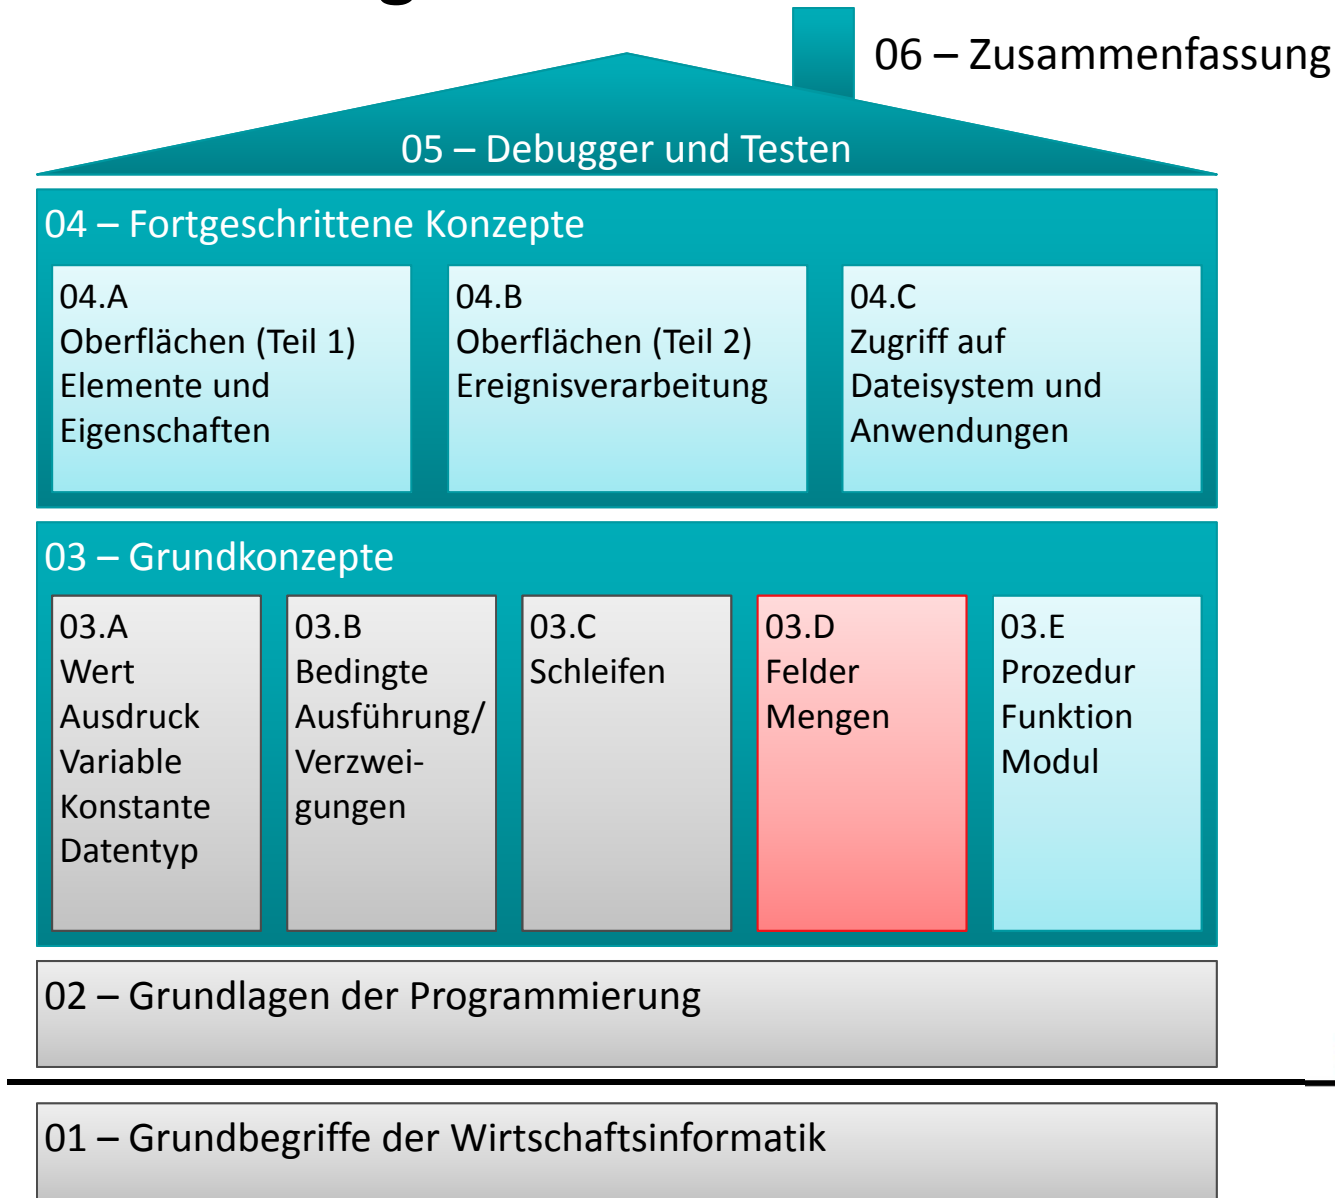 06 – Zusammenfassung
05 – Debugger und Testen
04 – Fortgeschrittene Konzepte
04.A
Oberflächen (Teil 1)
Elemente und
Eigenschaften
04.B
Oberflächen (Teil 2)
Ereignisverarbeitung
04.C
Zugriff auf
Dateisystem und
Anwendungen
03 – Grundkonzepte
03.A
Wert
Ausdruck
Variable
Konstante
Datentyp
03.B
Bedingte
Ausführung/
Verzwei-
gungen
03.C
Schleifen
03.D
Felder
Mengen
03.E
Prozedur
Funktion
Modul
02 – Grundlagen der Programmierung
01 – Grundbegriffe der Wirtschaftsinformatik